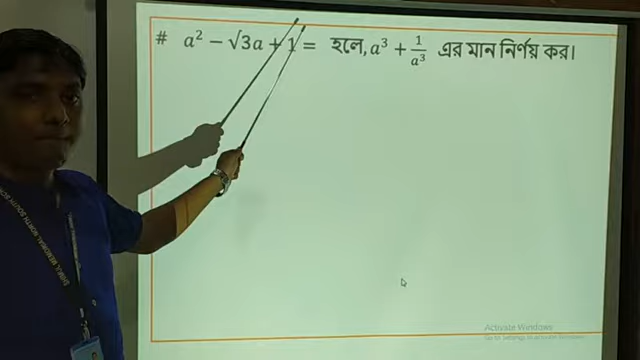 # a² − √3a + 1 = হলে, a³ + 1/a³ এর মান নির্ণয় কর।
Activate Windows